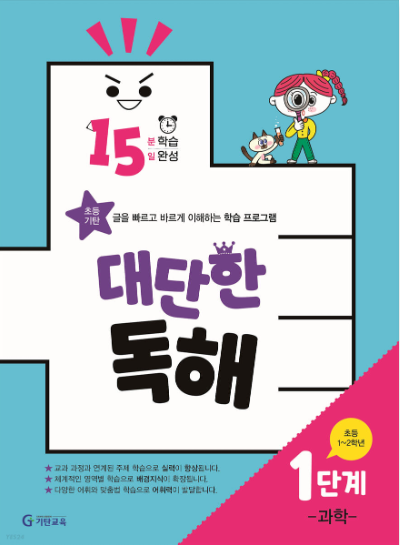 15분 학습
일 완성
초등
기탄
글을 빠르고 바르게 이해하는 학습 프로그램
대단한
독해
초등
1~2학년
1단계
-과학-
★ 교과 과정과 연계된 주제 학습으로 실력이 향상됩니다.
★ 체계적인 영역별 학습으로 배경지식이 확장됩니다.
★ 다양한 어휘와 맞춤법 학습으로 어휘력이 발달합니다.
G 기탄교육